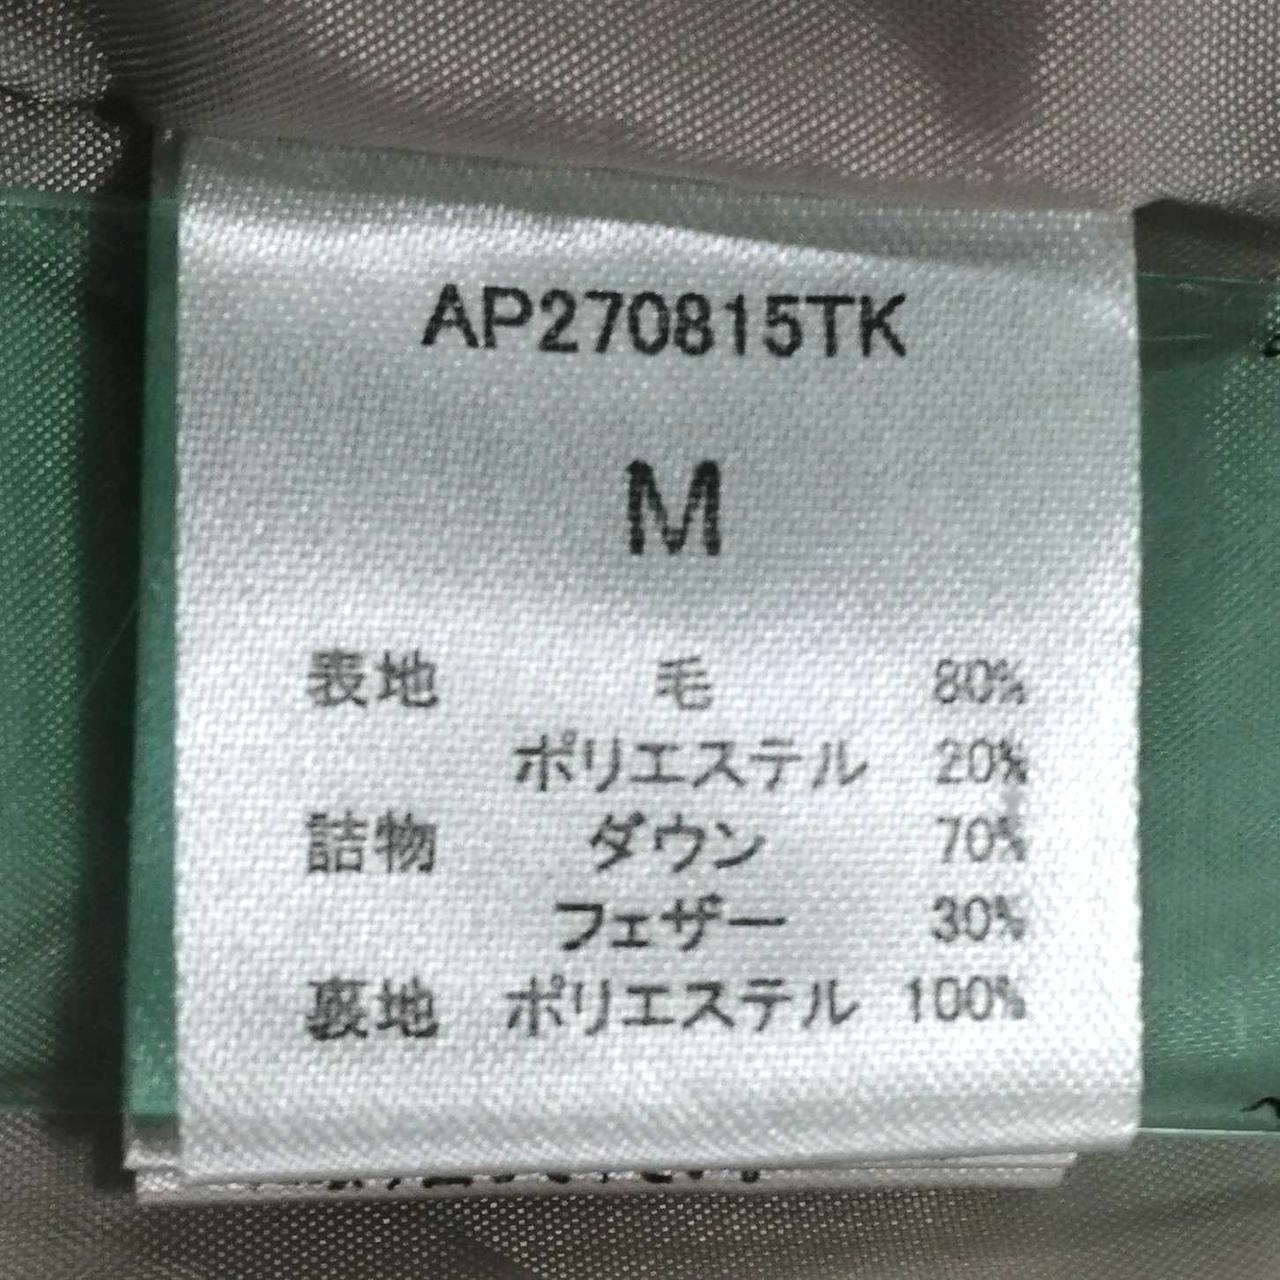 AP270815TK
M
表地 毛 80%
ポリエステル 20%
詰物 ダウン 70%
フェザー 30%
裏地 ポリエステル 100%